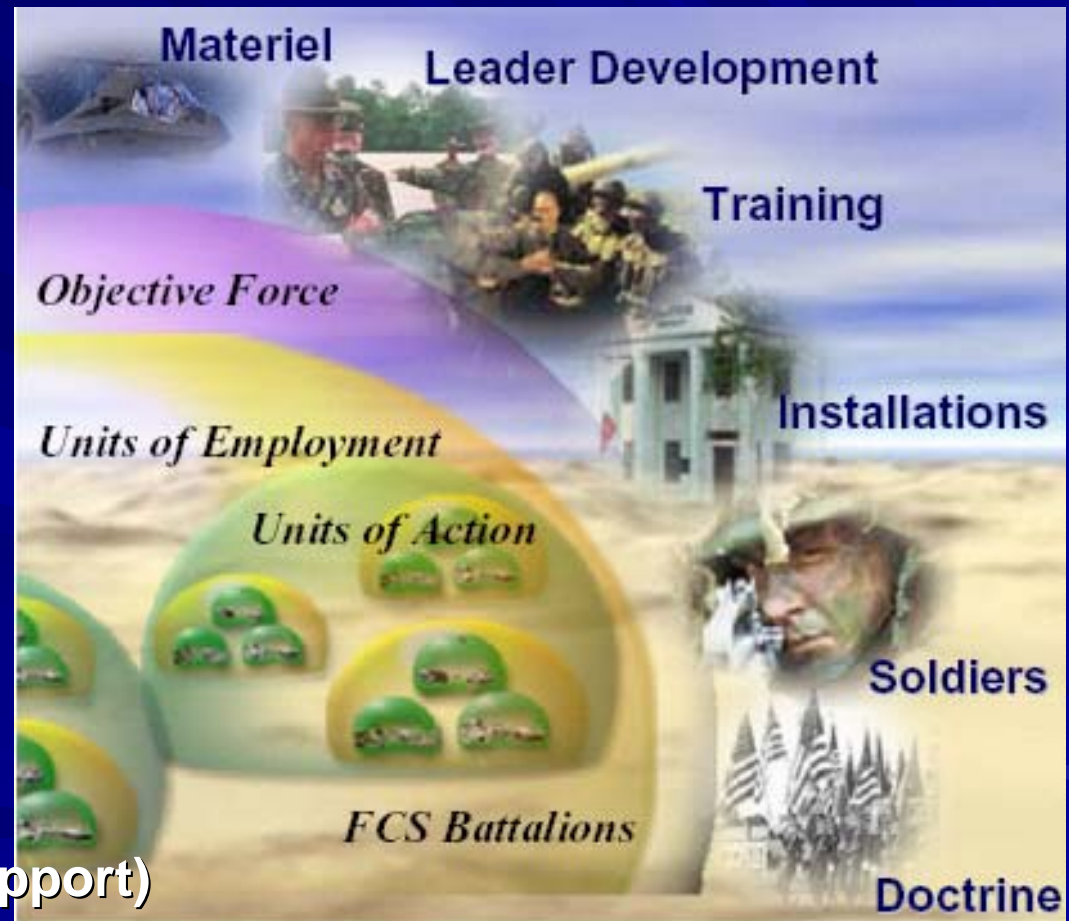 Materiel
Leader Development
Training
Objective Force
Installations
Units of Employment
Units of Action
Soldiers
FCS Battalions
pport)
Doctrine